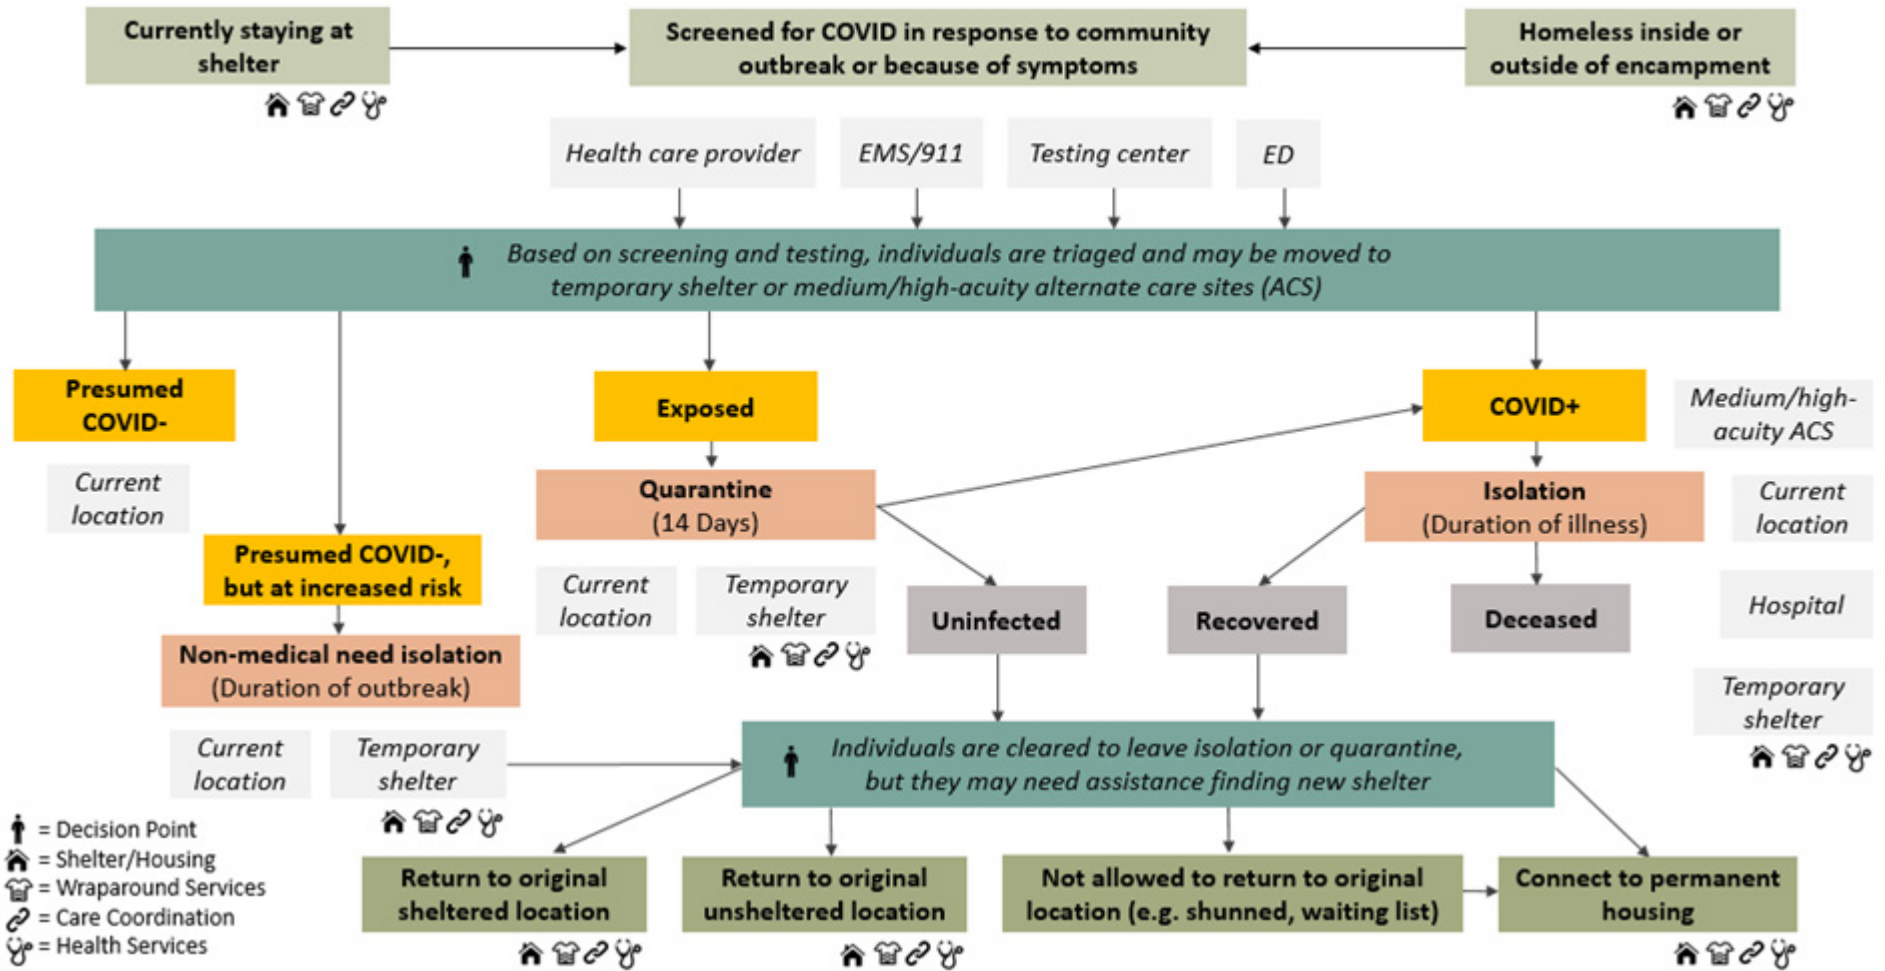 Currently staying at
shelter
Screened for COVID in response to community
outbreak or because of symptoms
Homeless inside or
outside of encampment
Health care provider
EMS/911
Testing center
ED
Based on screening and testing, individuals are triaged and may be moved to
temporary shelter or medium/high-acuity alternate care sites (ACS)
Presumed
COVID-
Current
location
Presumed COVID-,
but at increased risk
Non-medical need isolation
(Duration of outbreak)
Current
location
Temporary
shelter
Exposed
Quarantine
(14 Days)
Current
location
Temporary
shelter
COVID+
Isolation
(Duration of illness)
Medium/high-
acuity ACS
Current
location
Hospital
Temporary
shelter
Uninfected
Recovered
Deceased
Individuals are cleared to leave isolation or quarantine,
but they may need assistance finding new shelter
Return to original
sheltered location
Return to original
unsheltered location
Not allowed to return to original
location (e.g. shunned, waiting list)
Connect to permanent
housing
= Decision Point
= Shelter/Housing
= Wraparound Services
= Care Coordination
= Health Services